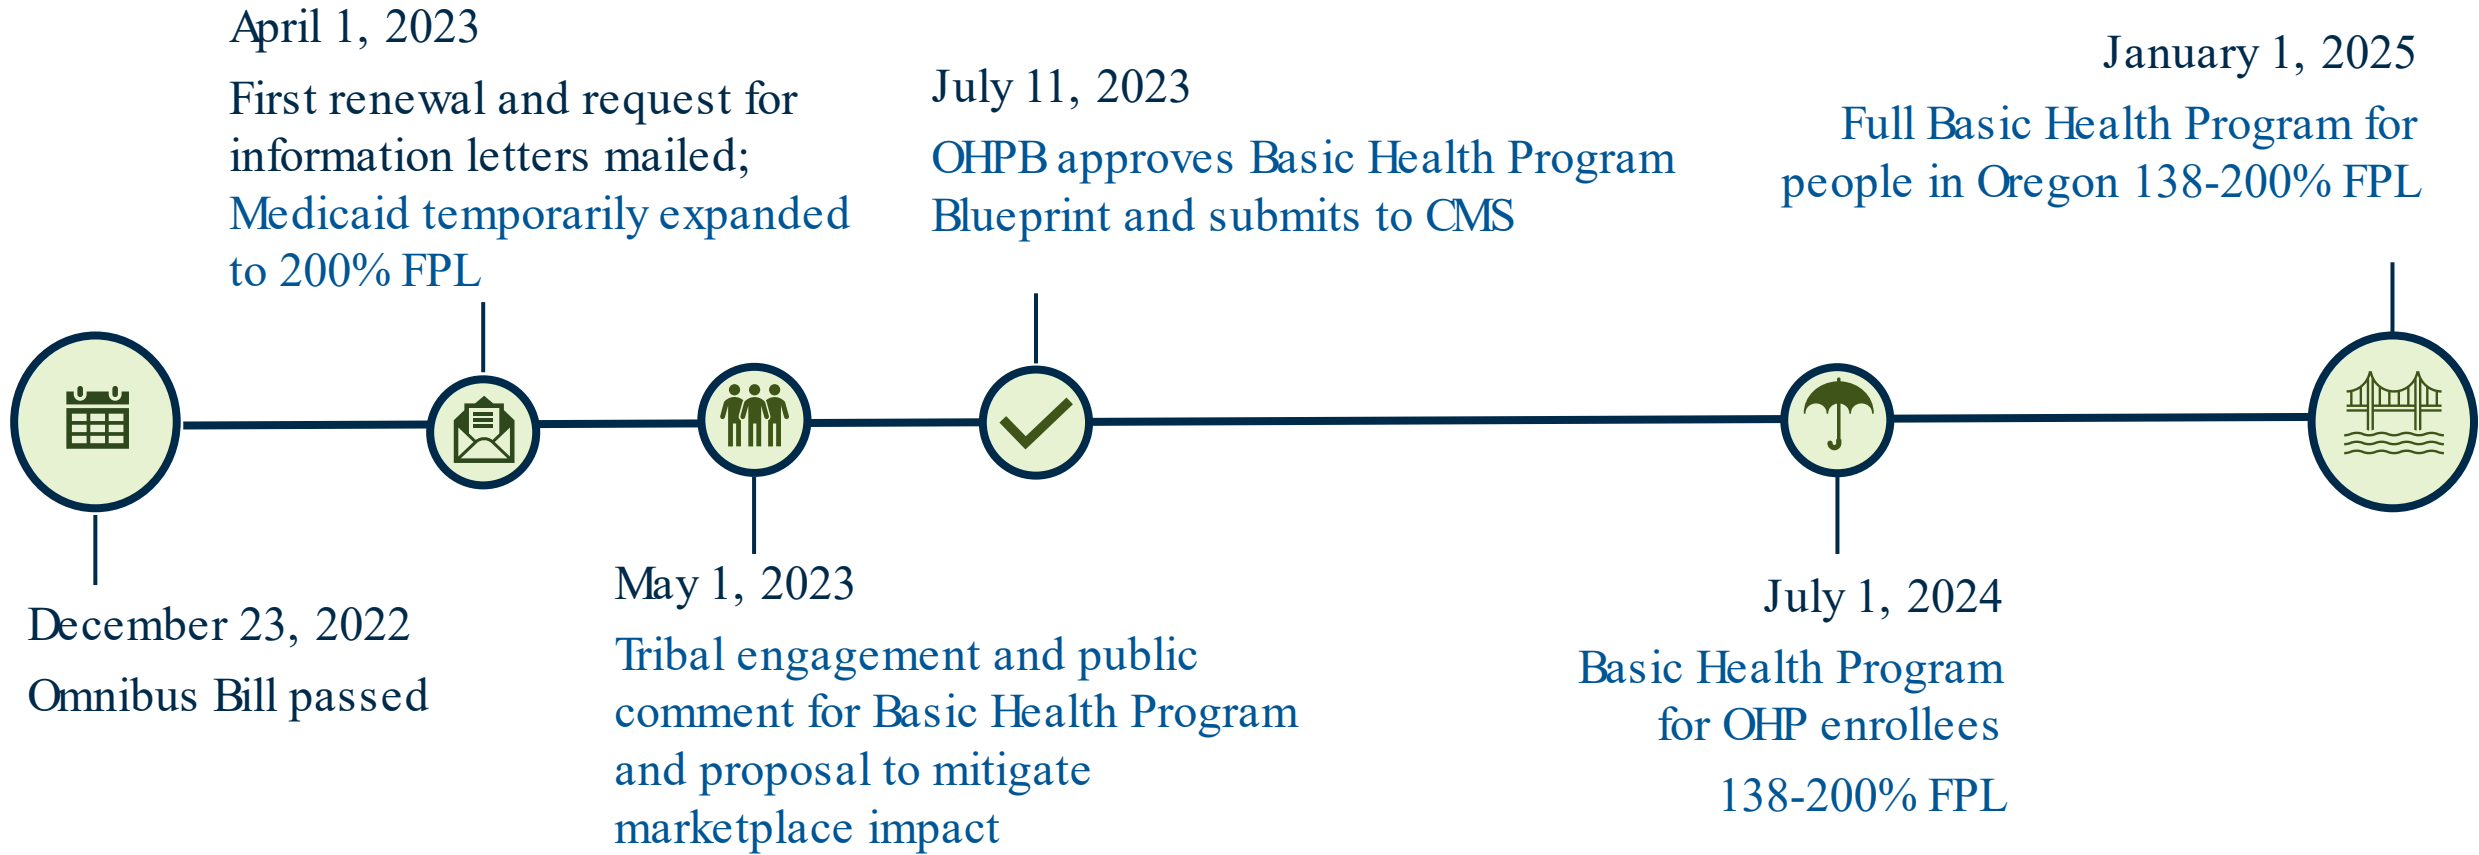 April 1, 2023
First renewal and request for
information letters mailed;
Medicaid temporarily expanded
to 200% FPL
July 11, 2023
OHPB approves Basic Health Program
Blueprint and submits to CMS
January 1, 2025
Full Basic Health Program for
people in Oregon 138-200% FPL
December 23, 2022
Omnibus Bill passed
May 1, 2023
Tribal engagement and public
comment for Basic Health Program
and proposal to mitigate
marketplace impact
July 1, 2024
Basic Health Program
for OHP enrollees
138-200% FPL